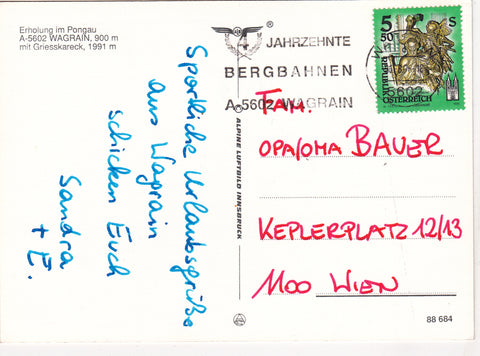 Erholung im Pongau
A-5602 WAGRAIN, 900 m
mit Griesskareck, 1991 m
Sportliche Urlaubsgrüße
aus Wagrain
schicken Euch
Sandra
+ E.
ALPINE LUFTBILD INNSBRUCK
JAHRZEHNTE
BERGBAHNEN
A-5602 WAGRAIN
5602
5 50 S
REPUBLIK
ÖSTERREICH
FAM.
OPA/OMA BAUER
KEPLERPLATZ 12/13
1100 WIEN
88 684